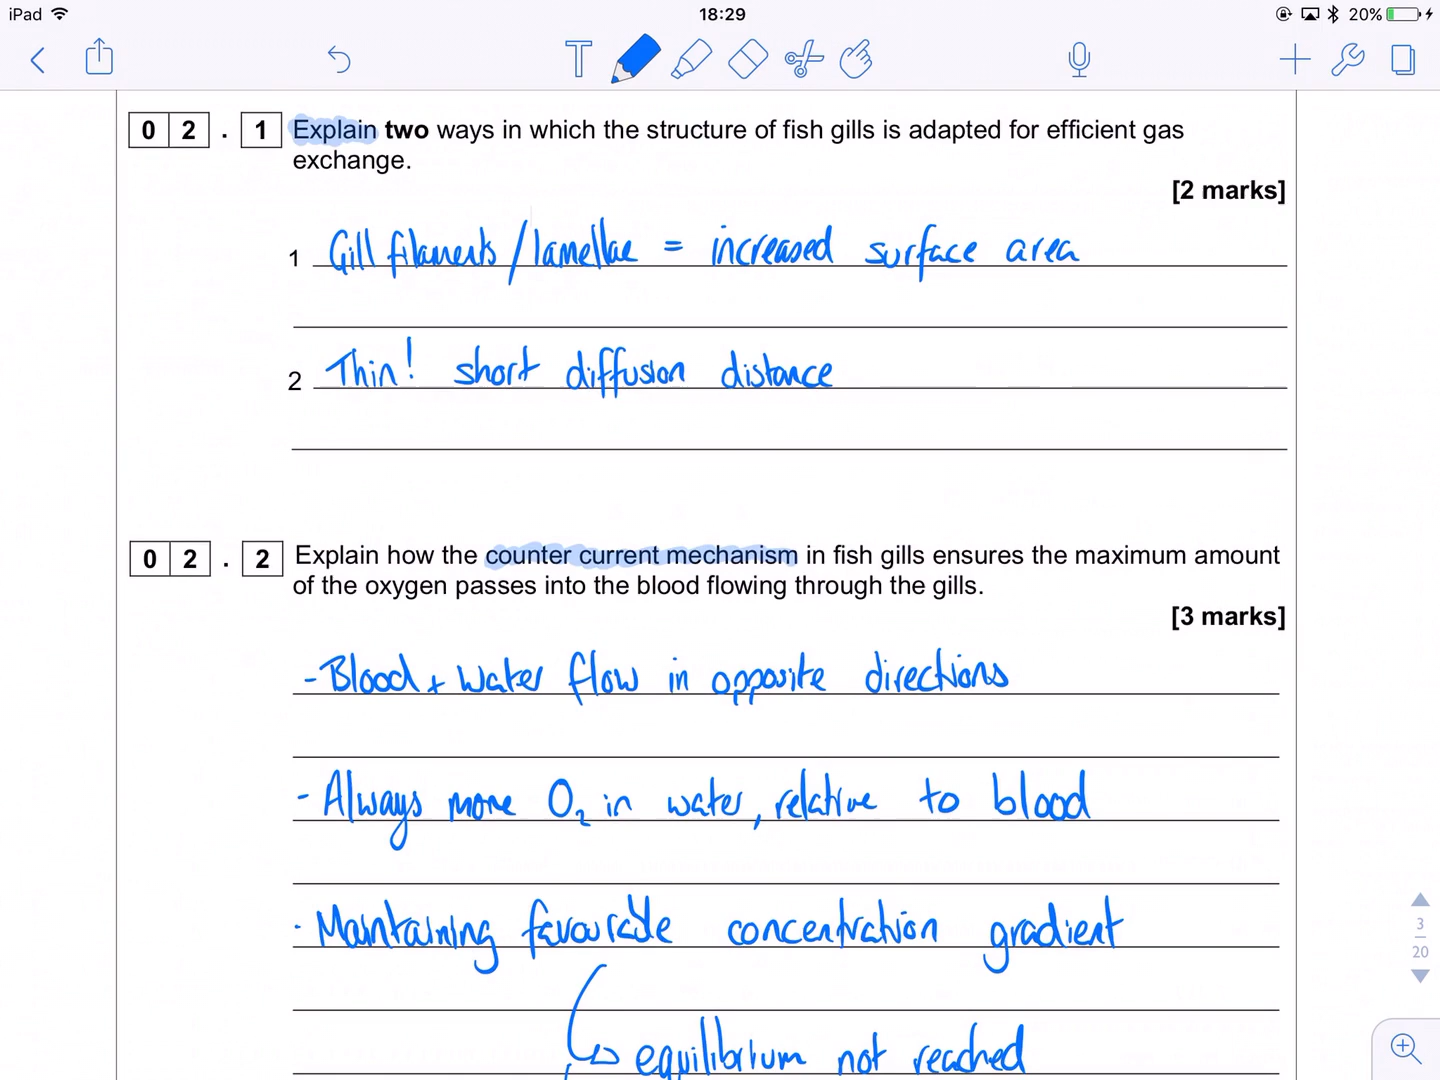 iPad 18:29 20%
T
02.1 Explain two ways in which the structure of fish gills is adapted for efficient gas
exchange.
[2 marks]
1 Gill filaments/lamellae = increased surface area
2 Thin! short diffusion distance
02.2 Explain how the counter current mechanism in fish gills ensures the maximum amount
of the oxygen passes into the blood flowing through the gills.
[3 marks]
- Blood + water flow in opposite directions
- Always more O₂ in water, relative to blood
· Maintaining favourable concentration gradient
3
20
↳ equilibrium not reached